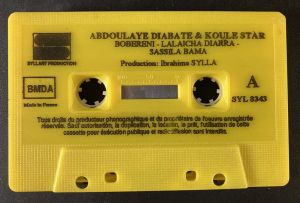 ABDOULAYE DIABATE & KOULE STAR
BOBERENI - LALAICHA DIARRA -
SASSILA BAMA
Production: Ibrahima SYLLA
SYLLART PRODUCTION
BMDA
Made in France
A
SYL 8343
Tous droits du producteur phonographique et du propriétaire de l'œuvre enregistrée
réservés. Sauf autorisation, la duplication, la location, le prêt, l'utilisation de cette
cassette pour exécution publique et radiodiffusion sont interdits.